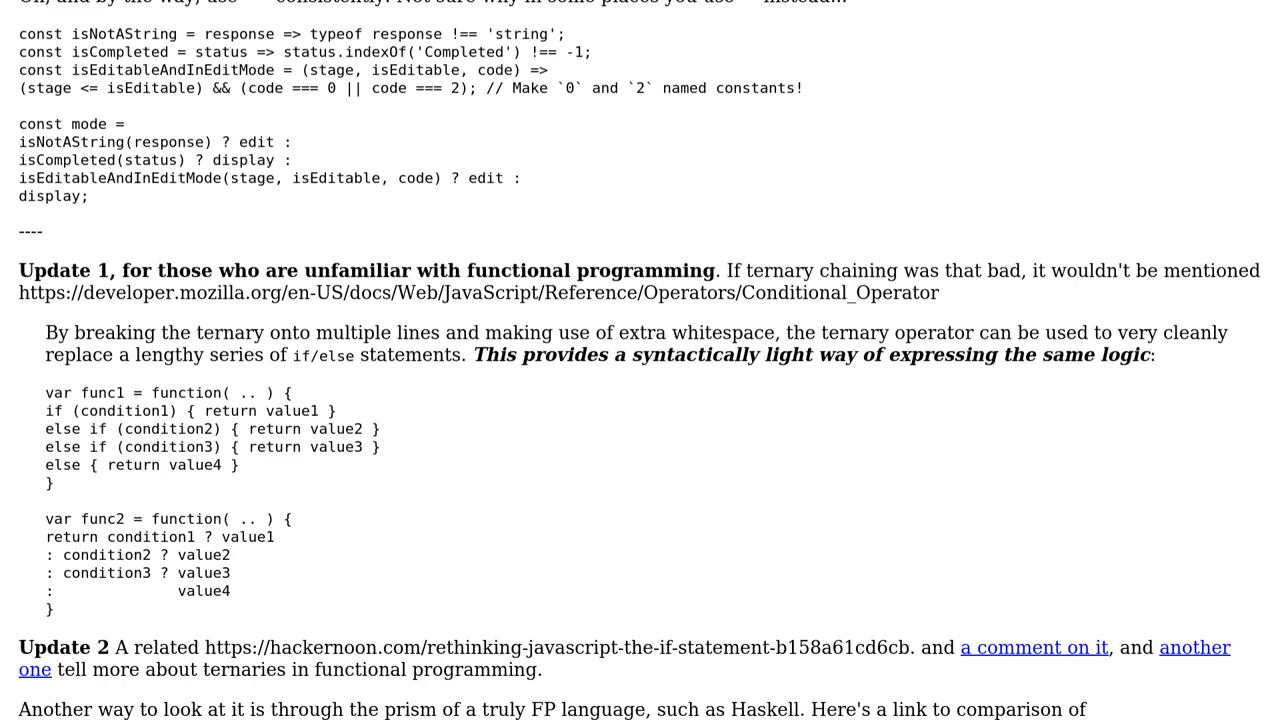 const isNotAString = response => typeof response !== 'string';
const isCompleted = status => status.indexOf('Completed') !== -1;
const isEditableAndInEditMode = (stage, isEditable, code) =>
(stage <= isEditable) && (code === 0 || code === 2); // Make `0` and `2` named constants!
const mode =
isNotAString(response) ? edit :
isCompleted(status) ? display :
isEditableAndInEditMode(stage, isEditable, code) ? edit :
display;
----
Update 1, for those who are unfamiliar with functional programming. If ternary chaining was that bad, it wouldn't be mentioned
https://developer.mozilla.org/en-US/docs/Web/JavaScript/Reference/Operators/Conditional_Operator
By breaking the ternary onto multiple lines and making use of extra whitespace, the ternary operator can be used to very cleanly
replace a lengthy series of if/else statements. This provides a syntactically light way of expressing the same logic:
var func1 = function( .. ) {
if (condition1) { return value1 }
else if (condition2) { return value2 }
else if (condition3) { return value3 }
else { return value4 }
}
var func2 = function( .. ) {
return condition1 ? value1
: condition2 ? value2
: condition3 ? value3
:              value4
}
Update 2 A related https://hackernoon.com/rethinking-javascript-the-if-statement-b158a61cd6cb. and a comment on it, and another
one tell more about ternaries in functional programming.
Another way to look at it is through the prism of a truly FP language, such as Haskell. Here's a link to comparison of